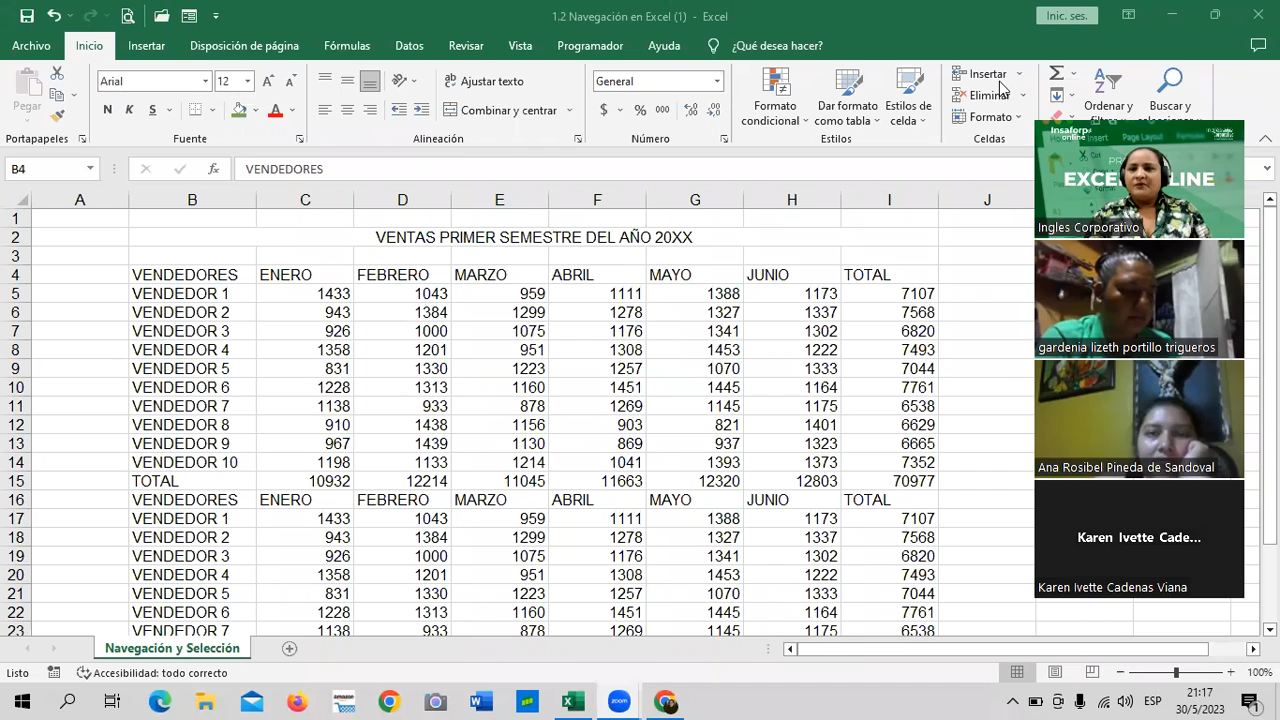 1.2 Navegación en Excel (1) - Excel
Inic. ses.
Archivo Inicio Insertar Disposición de página Fórmulas Datos Revisar Vista Programador Ayuda ¿Qué desea hacer?
Pegar
Arial 12
N K S
Ajustar texto
Combinar y centrar
General
$ % 000
Formato condicional
Dar formato como tabla
Estilos de celda
Insertar
Eliminar
Formato
Ordenar y filtrar
Buscar y seleccionar
Portapapeles Fuente Alineación Número Estilos Celdas
B4 fx VENDEDORES
A B C D E F G H I J
1
2 VENTAS PRIMER SEMESTRE DEL AÑO 20XX
3
4 VENDEDORES ENERO FEBRERO MARZO ABRIL MAYO JUNIO TOTAL
5 VENDEDOR 1 1433 1043 959 1111 1388 1173 7107
6 VENDEDOR 2 943 1384 1299 1278 1327 1337 7568
7 VENDEDOR 3 926 1000 1075 1176 1341 1302 6820
8 VENDEDOR 4 1358 1201 951 1308 1453 1222 7493
9 VENDEDOR 5 831 1330 1223 1257 1070 1333 7044
10 VENDEDOR 6 1228 1313 1160 1451 1445 1164 7761
11 VENDEDOR 7 1138 933 878 1269 1145 1175 6538
12 VENDEDOR 8 910 1438 1156 903 821 1401 6629
13 VENDEDOR 9 967 1439 1130 869 937 1323 6665
14 VENDEDOR 10 1198 1133 1214 1041 1393 1373 7352
15 TOTAL 10932 12214 11045 11663 12320 12803 70977
16 VENDEDORES ENERO FEBRERO MARZO ABRIL MAYO JUNIO TOTAL
17 VENDEDOR 1 1433 1043 959 1111 1388 1173 7107
18 VENDEDOR 2 943 1384 1299 1278 1327 1337 7568
19 VENDEDOR 3 926 1000 1075 1176 1341 1302 6820
20 VENDEDOR 4 1358 1201 951 1308 1453 1222 7493
21 VENDEDOR 5 831 1330 1223 1257 1070 1333 7044
22 VENDEDOR 6 1228 1313 1160 1451 1445 1164 7761
23 VENDEDOR 7 1138 933 878 1269 1145 1175 6538
Insaforp
online
Insert Page Layout
Cut
EXCEL LINE
Ingles Corporativo
gardenia lizeth portillo trigueros
Ana Rosibel Pineda de Sandoval
Karen Ivette Cade...
Karen Ivette Cadenas Viana
Navegación y Selección
Listo Accesibilidad: todo correcto 100%
ESP
21:17
30/5/2023
1